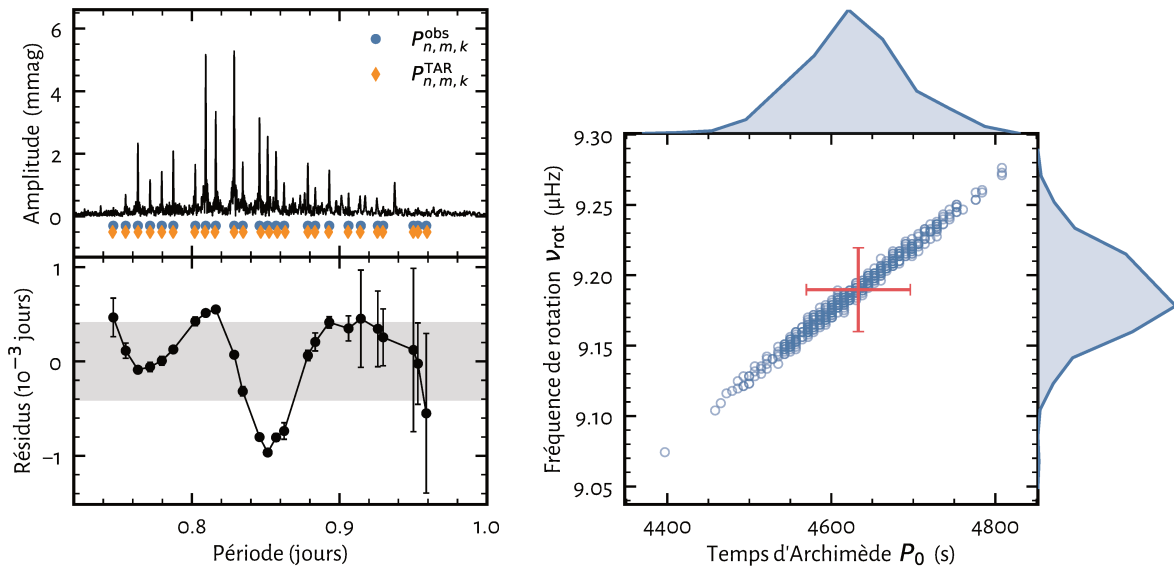 Amplitude (mmag)
6
4
2
0
P^obs_n, m, k
P^TAR_n, m, k
Résidus (10⁻³ jours)
1
0
−1
0.8
0.9
1.0
Période (jours)
Fréquence de rotation ν_rot (μHz)
9.30
9.25
9.20
9.15
9.10
9.05
4400
4600
4800
Temps d'Archimède P₀ (s)